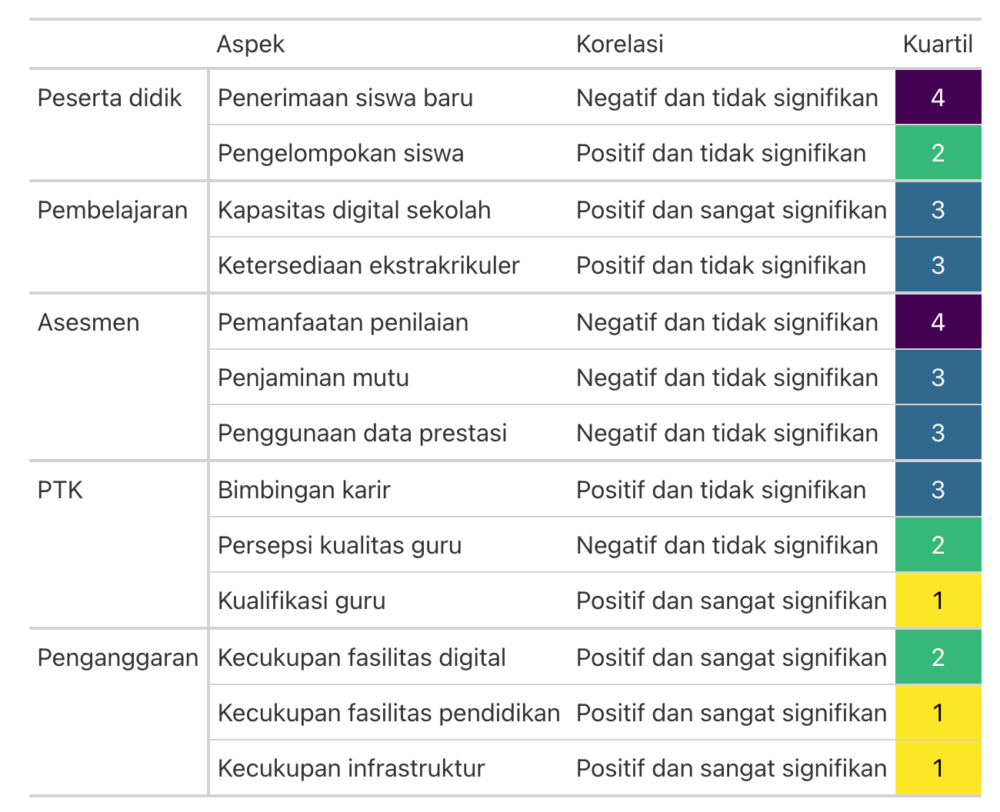 Aspek Korelasi Kuartil
Peserta didik Penerimaan siswa baru Negatif dan tidak signifikan 4
Pengelompokan siswa Positif dan tidak signifikan 2
Pembelajaran Kapasitas digital sekolah Positif dan sangat signifikan 3
Ketersediaan ekstrakrikuler Positif dan tidak signifikan 3
Asesmen Pemanfaatan penilaian Negatif dan tidak signifikan 4
Penjaminan mutu Negatif dan tidak signifikan 3
Penggunaan data prestasi Negatif dan tidak signifikan 3
PTK Bimbingan karir Positif dan tidak signifikan 3
Persepsi kualitas guru Negatif dan tidak signifikan 2
Kualifikasi guru Positif dan sangat signifikan 1
Penganggaran Kecukupan fasilitas digital Positif dan sangat signifikan 2
Kecukupan fasilitas pendidikan Positif dan sangat signifikan 1
Kecukupan infrastruktur Positif dan sangat signifikan 1